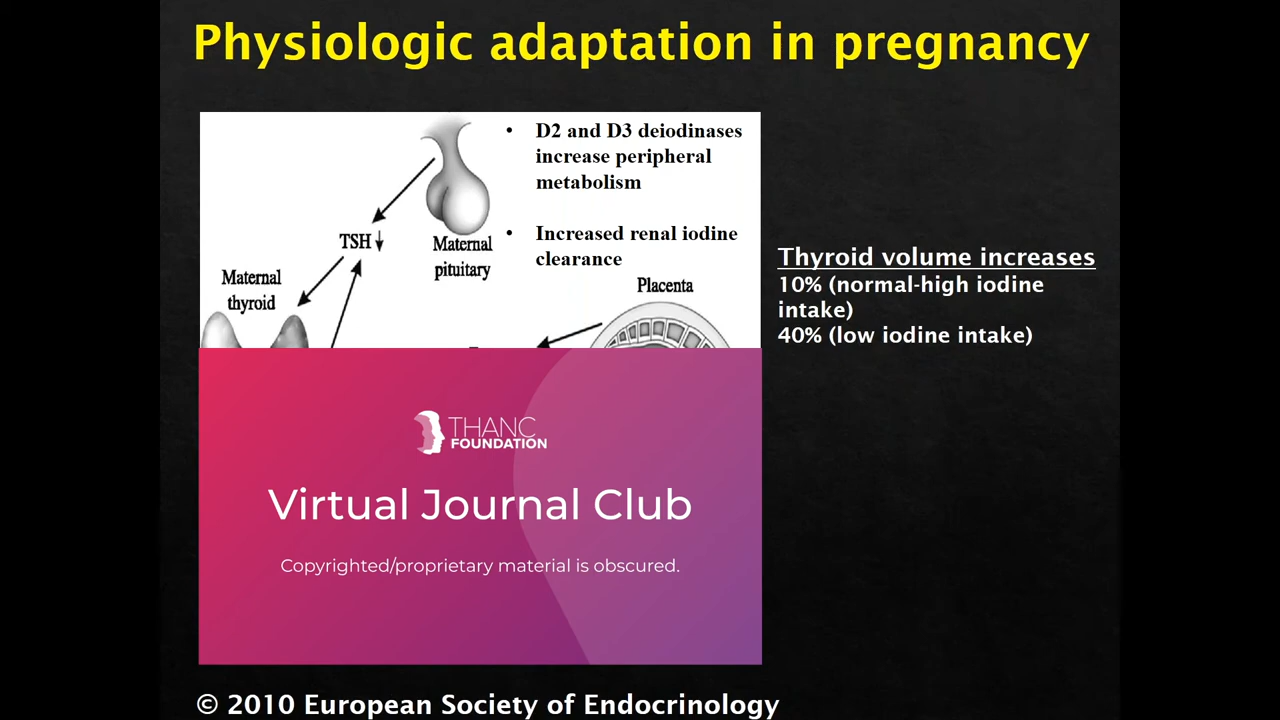 Physiologic adaptation in pregnancy
• D2 and D3 deiodinases
increase peripheral
metabolism
• Increased renal iodine
clearance
TSH ↓
Maternal
pituitary
Maternal
thyroid
Placenta
Thyroid volume increases
10% (normal-high iodine
intake)
40% (low iodine intake)
THANC
FOUNDATION
Virtual Journal Club
Copyrighted/proprietary material is obscured.
© 2010 European Society of Endocrinology